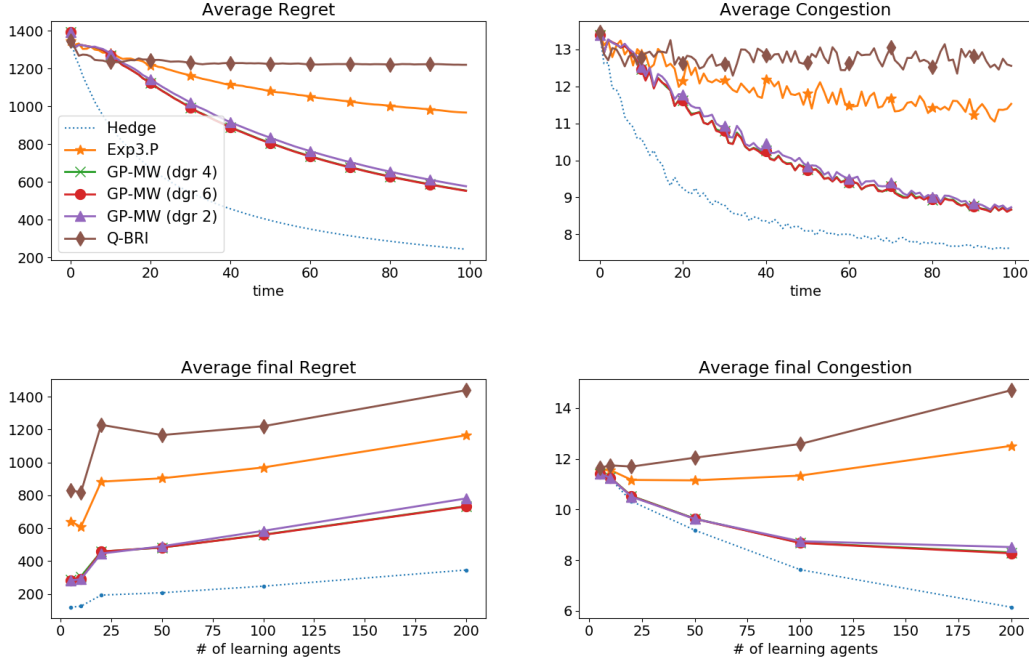 Average Regret
1400
1200
1000
800
600
400
200
Hedge
Exp3.P
GP-MW (dgr 4)
GP-MW (dgr 6)
GP-MW (dgr 2)
Q-BRI
0 20 40 60 80 100
time
Average Congestion
13
12
11
10
9
8
0 20 40 60 80 100
time
Average final Regret
1400
1200
1000
800
600
400
200
0 25 50 75 100 125 150 175 200
# of learning agents
Average final Congestion
14
12
10
8
6
0 25 50 75 100 125 150 175 200
# of learning agents